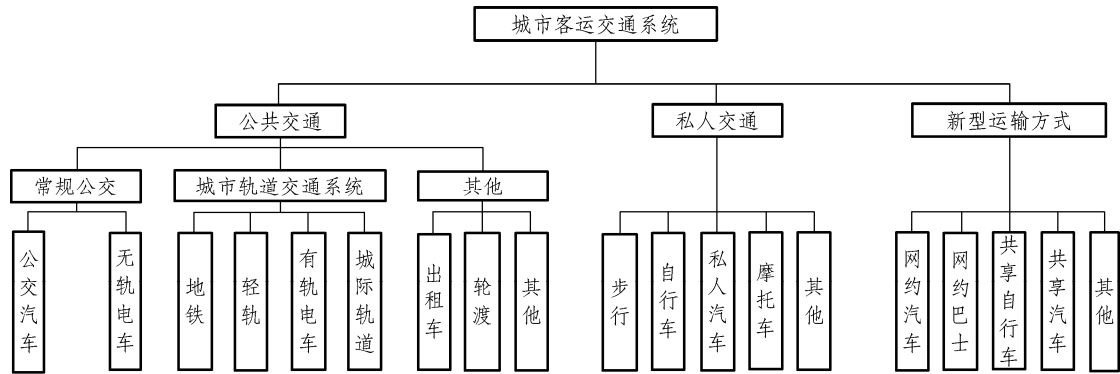 城市客运交通系统
公共交通
私人交通
新型运输方式
常规公交
城市轨道交通系统
其他
公交汽车
无轨电车
地铁
轻轨
有轨电车
城际轨道
出租车
轮渡
其他
步行
自行车
私人汽车
摩托车
其他
网约汽车
网约巴士
共享自行车
共享汽车
其他